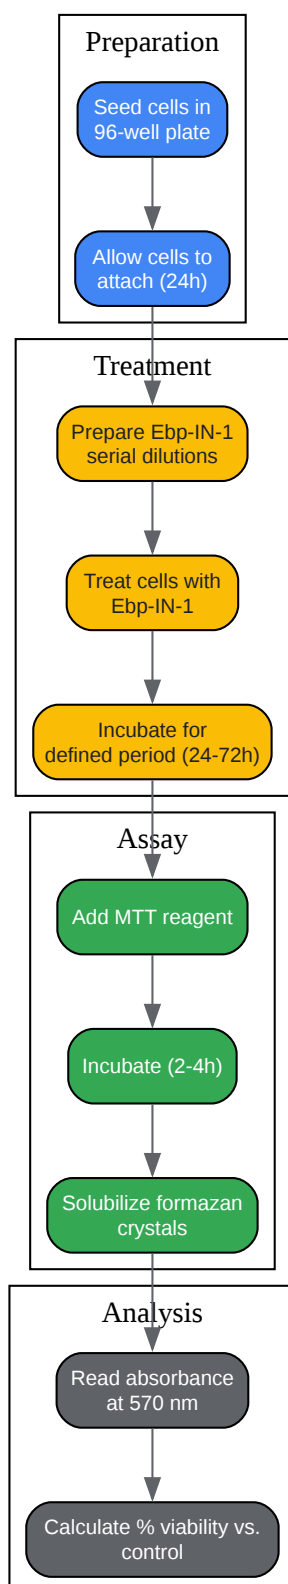 Preparation
Seed cells in
96-well plate
Allow cells to
attach (24h)
Treatment
Prepare Ebp-IN-1
serial dilutions
Treat cells with
Ebp-IN-1
Incubate for
defined period (24-72h)
Assay
Add MTT reagent
Incubate (2-4h)
Solubilize formazan
crystals
Analysis
Read absorbance
at 570 nm
Calculate % viability vs.
control